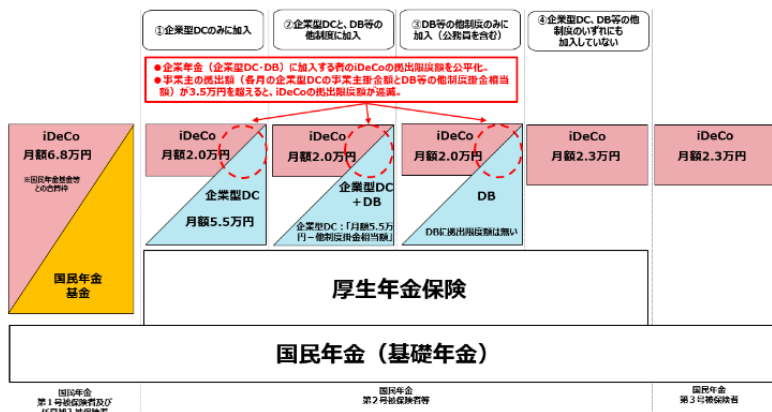 ①企業型DCのみに加入
②企業型DCと、DB等の
他制度に加入
③DB等の他制度のみに
加入（公務員を含む）
④企業型DC、DB等の他
制度のいずれにも
加入していない
●企業年金（企業型DC・DB）に加入する者のiDeCoの拠出限度額を公平化。
●事業主の拠出額（各月の企業型DCの事業主掛金額とDB等の他制度掛金相当
額）が3.5万円を超えると、iDeCoの拠出限度額が逓減。
iDeCo
月額6.8万円
※国民年金基金等
との合算枠
国民年金
基金
iDeCo
月額2.0万円
企業型DC
月額5.5万円
iDeCo
月額2.0万円
企業型DC
＋DB
企業型DC：「月額5.5万
円－他制度掛金相当額」
iDeCo
月額2.0万円
DB
DBに拠出限度額は無い
iDeCo
月額2.3万円
iDeCo
月額2.3万円
厚生年金保険
国民年金（基礎年金）
国民年金
第1号被保険者及び
国民年金
第2号被保険者等
国民年金
第3号被保険者